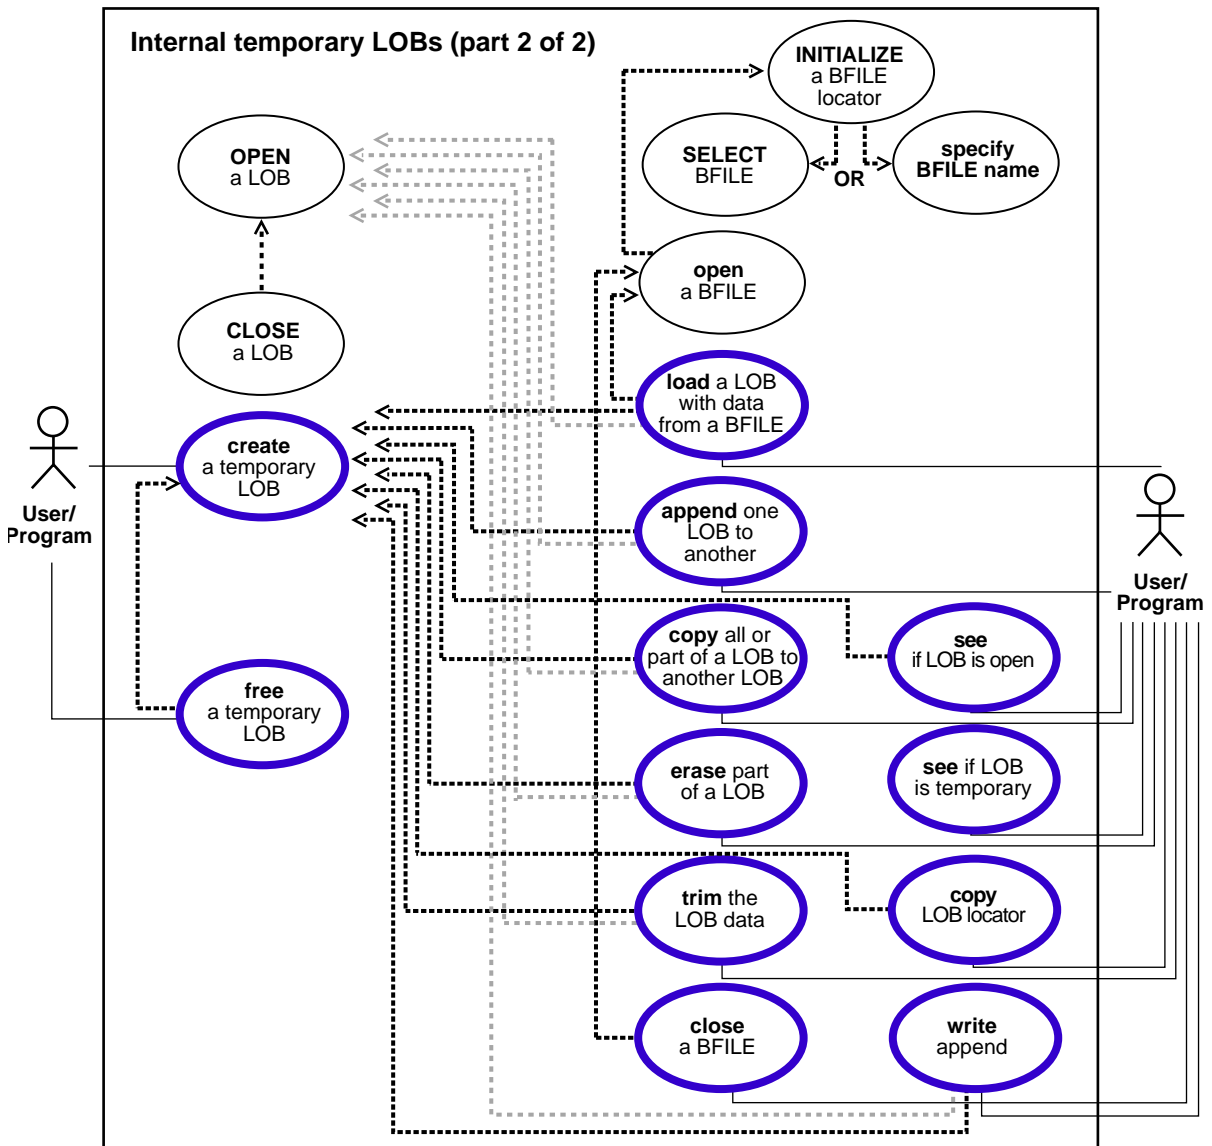 Internal temporary LOBs (part 2 of 2)
INITIALIZE
a BFILE
locator
OPEN
a LOB
SELECT
BFILE
OR
specify
BFILE name
open
a BFILE
CLOSE
a LOB
load a LOB
with data
from a BFILE
create
a temporary
LOB
User/
Program
append one
LOB to
another
User/
Program
copy all or
part of a LOB to
another LOB
see
if LOB is open
free
a temporary
LOB
erase part
of a LOB
see if LOB
is temporary
trim the
LOB data
copy
LOB locator
close
a BFILE
write
append